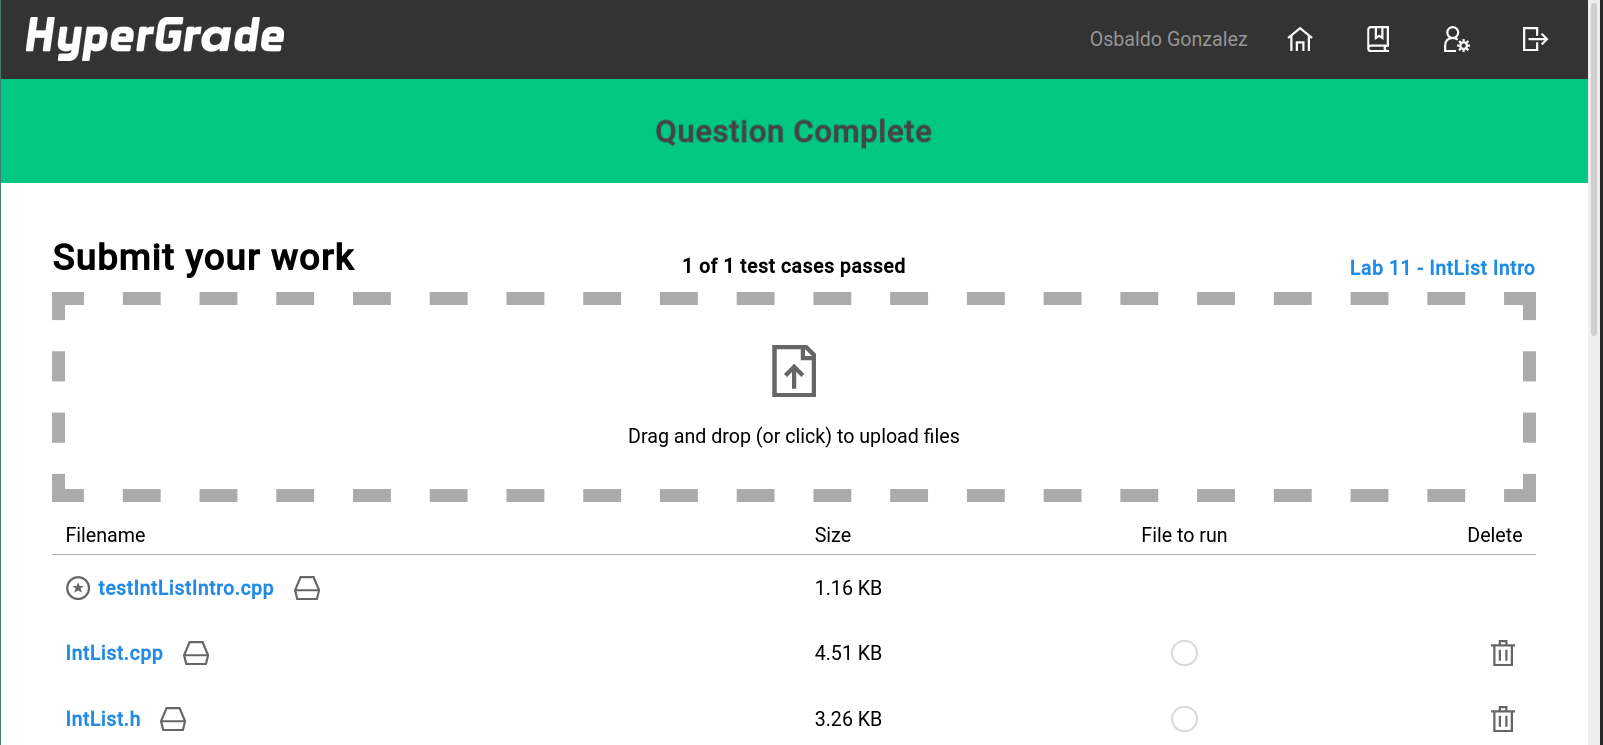 HyperGrade
Osbaldo Gonzalez
Question Complete
Submit your work
1 of 1 test cases passed
Lab 11 - IntList Intro
Drag and drop (or click) to upload files
Filename Size File to run Delete
testIntListIntro.cpp 1.16 KB
IntList.cpp 4.51 KB
IntList.h 3.26 KB